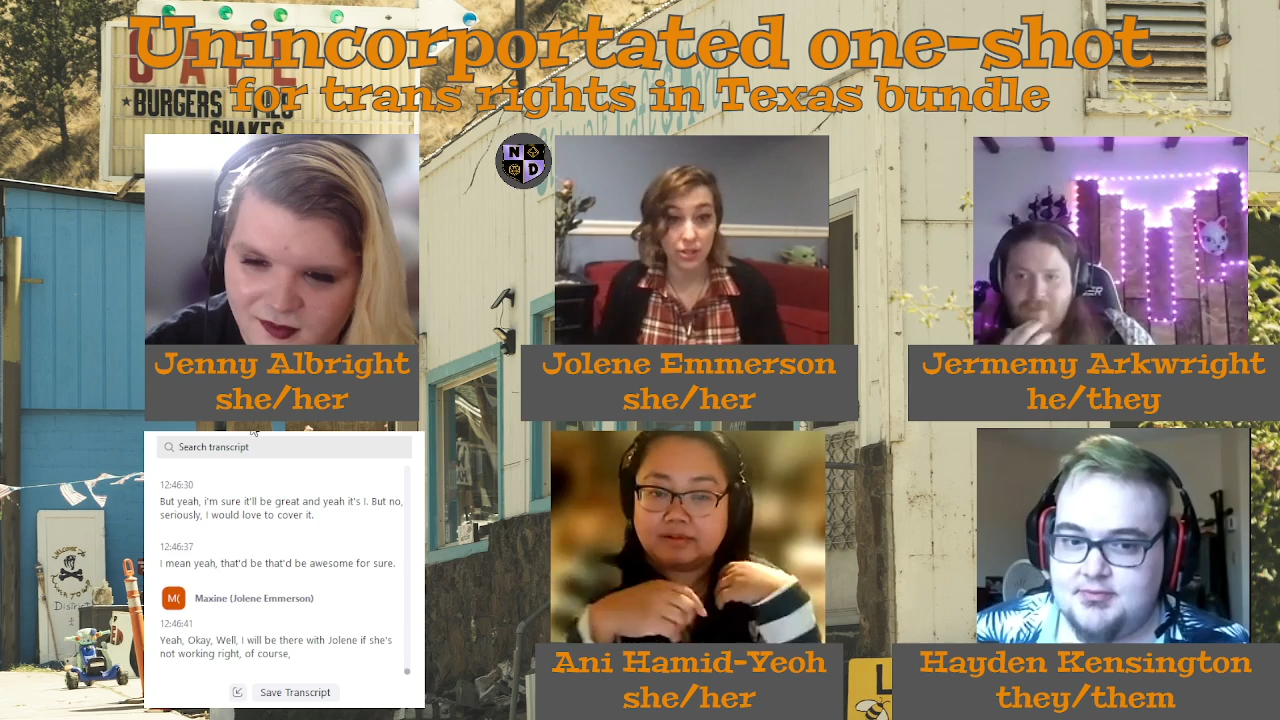 Unincorportated one-shot
for trans rights in Texas bundle
CAFE
★BURGERS PIES
SHAKES
N
D
Jenny Albright
she/her
Jolene Emmerson
she/her
Jermemy Arkwright
he/they
Search transcript
12:46:30
But yeah, i'm sure it'll be great and yeah it's I. But no,
seriously, I would love to cover it.
12:46:37
I mean yeah, that'd be that'd be awesome for sure.
M( Maxine (Jolene Emmerson)
12:46:41
Yeah, Okay, Well, I will be there with Jolene if she's
not working right, of course,
Save Transcript
WELCOME
District
Ani Hamid-Yeoh
she/her
Hayden Kensington
they/them
L